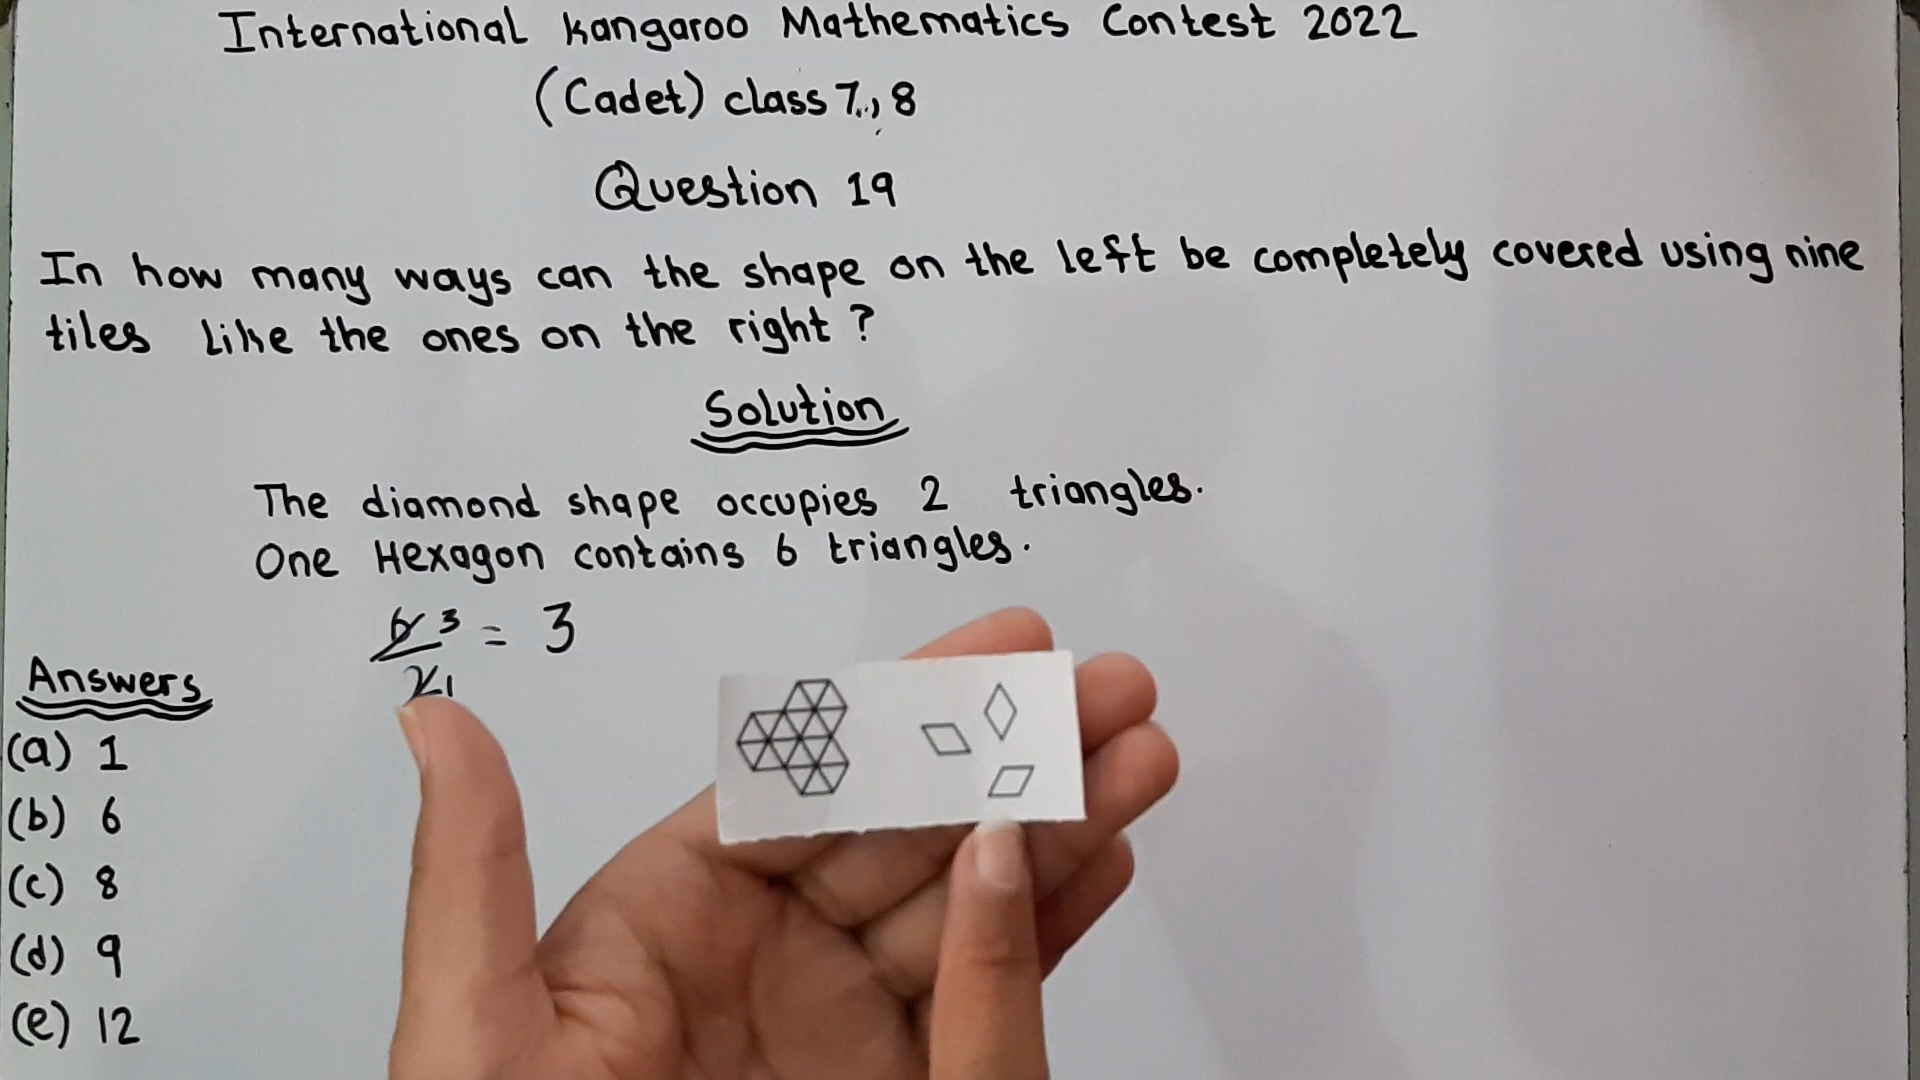 International Kangaroo Mathematics Contest 2022
(Cadet) class 7, 8
Question 19
In how many ways can the shape on the left be completely covered using nine
tiles like the ones on the right ?
Solution
The diamond shape occupies 2 triangles.
One Hexagon contains 6 triangles.
6 3 = 3
2 1
Answers
(a) 1
(b) 6
(c) 8
(d) 9
(e) 12